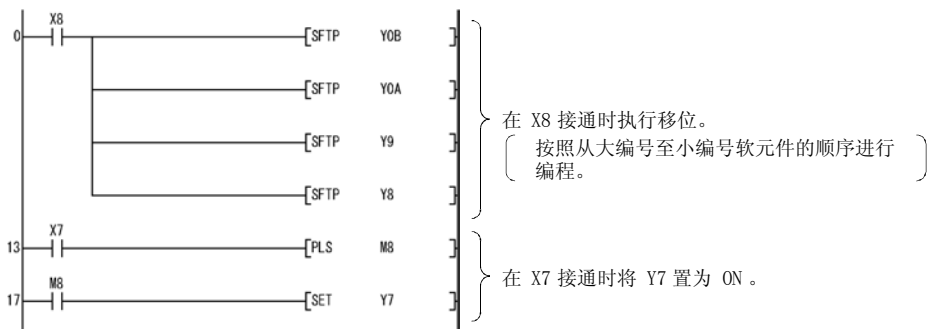 X8
0 [SFTP Y0B ]
[SFTP Y0A ]
[SFTP Y9 ]
[SFTP Y8 ]
在 X8 接通时执行移位。
按照从大编号至小编号软元件的顺序进行
编程。
X7
13 [PLS M8 ]
M8
17 [SET Y7 ]
在 X7 接通时将 Y7 置为 ON 。